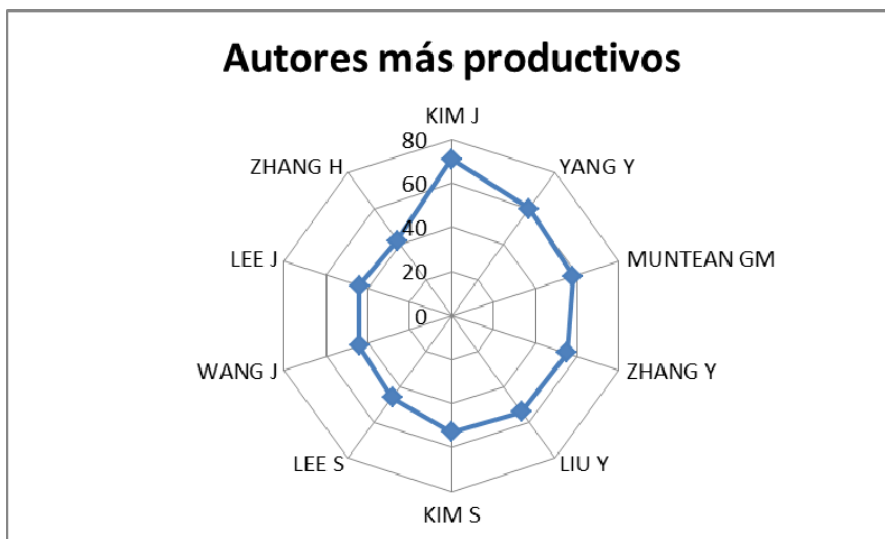 Autores más productivos
KIM J
YANG Y
MUNTEAN GM
ZHANG Y
LIU Y
KIM S
LEE S
WANG J
LEE J
ZHANG H
80
60
40
20
0